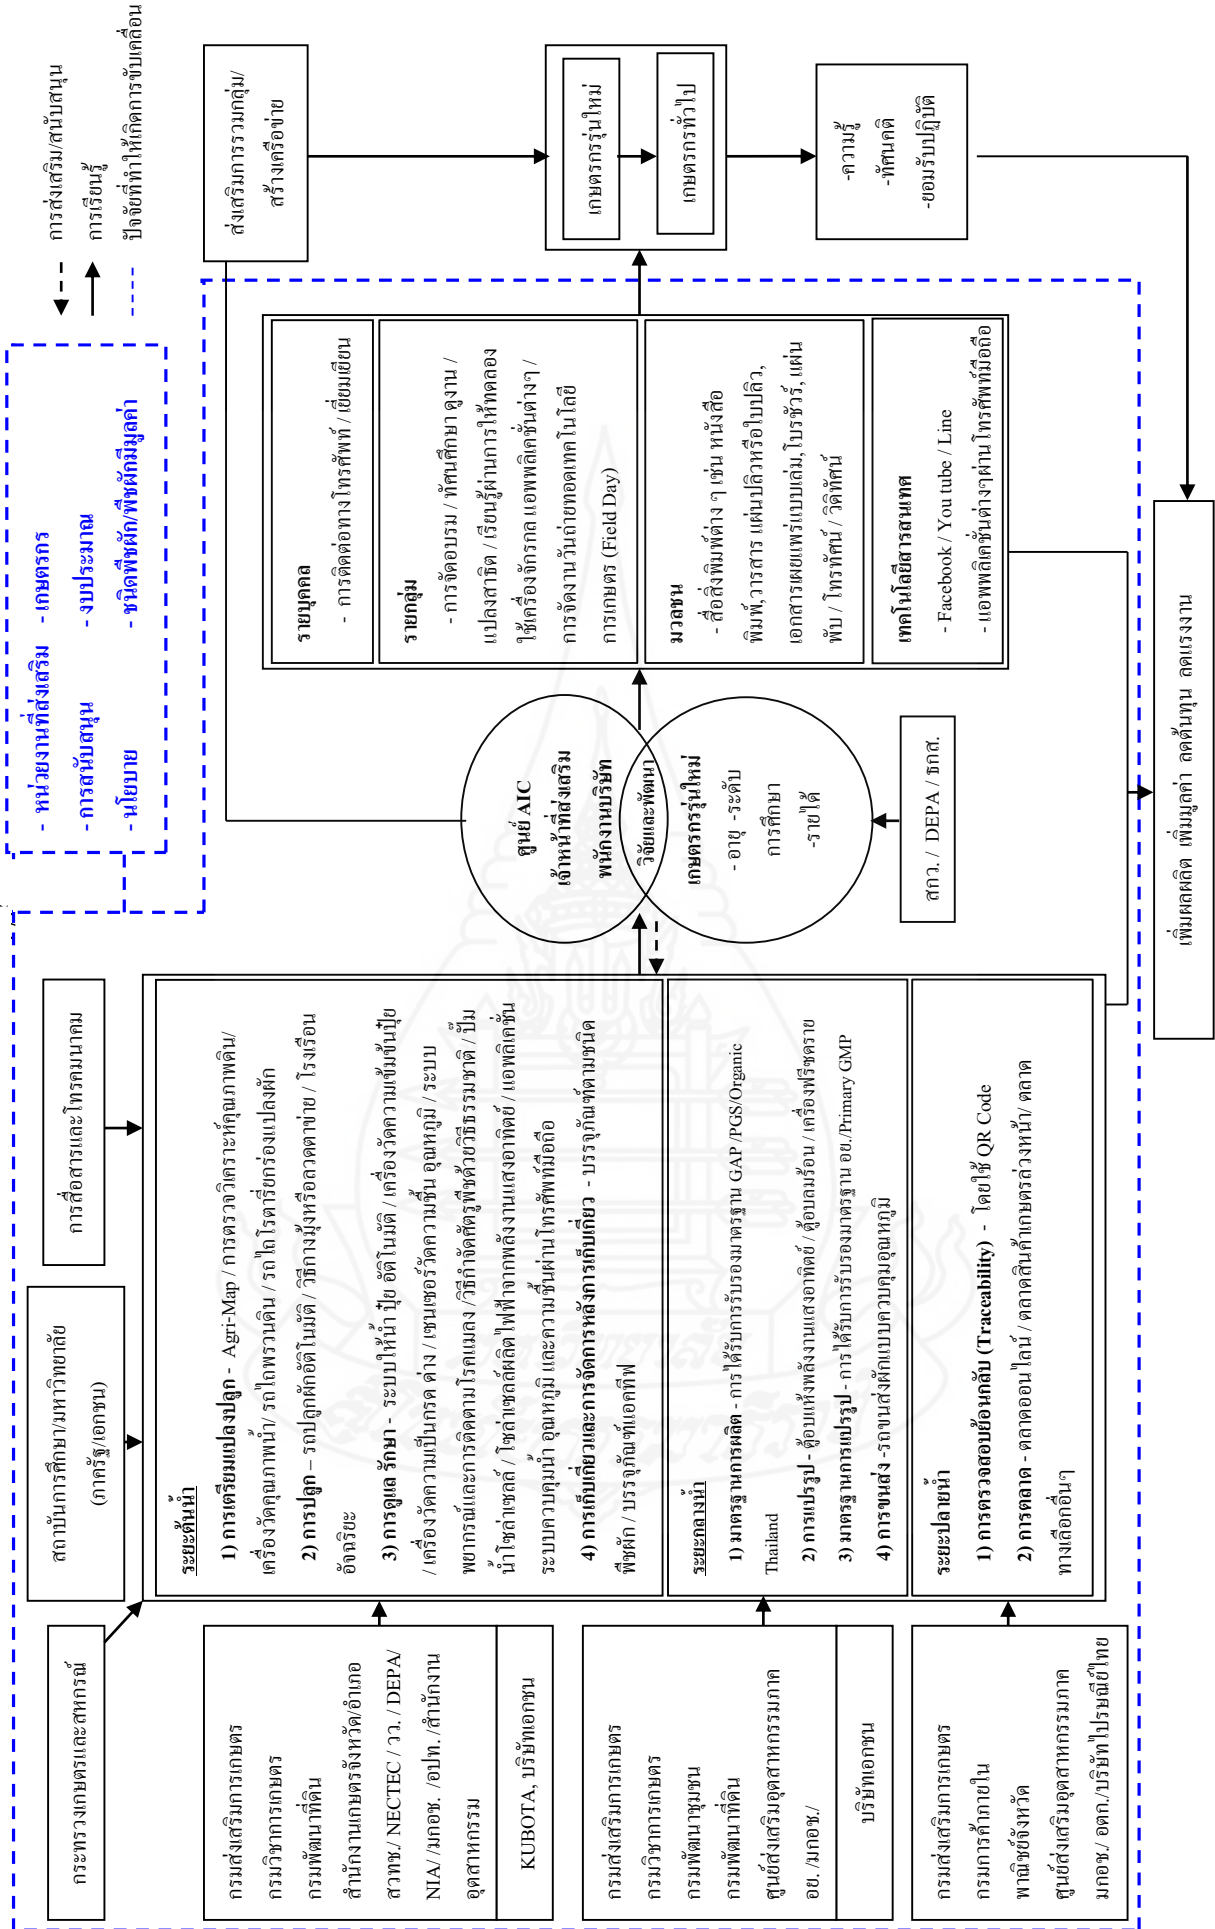 - หน่วยงานที่ส่งเสริม - เกษตรกร
- การสนับสนุน - งบประมาณ
- นโยบาย - ชนิดพืชผัก/พืชผักมีมูลค่า
การส่งเสริม/สนับสนุน
การเรียนรู้
ปัจจัยที่ทำให้เกิดการขับเคลื่อน
กระทรวงเกษตรและสหกรณ์
สถาบันการศึกษา/มหาวิทยาลัย
(ภาครัฐ/เอกชน)
การสื่อสารและโทรคมนาคม
กรมส่งเสริมการเกษตร
กรมวิชาการเกษตร
กรมพัฒนาที่ดิน
สำนักงานเกษตรจังหวัด/อำเภอ
สวทช./ NECTEC / วว. / DEPA/
NIA/ /มกอช. /อปท. /สำนักงาน
อุตสาหกรรม
KUBOTA, บริษัทเอกชน
กรมส่งเสริมการเกษตร
กรมวิชาการเกษตร
กรมพัฒนาชุมชน
กรมพัฒนาที่ดิน
ศูนย์ส่งเสริมอุตสาหกรรมภาค
อย. /มกอช./
บริษัทเอกชน
กรมส่งเสริมการเกษตร
กรมการค้าภายใน
พาณิชย์จังหวัด
ศูนย์ส่งเสริมอุตสาหกรรมภาค
มกอช./ อตก./บริษัทไปรษณีย์ไทย
ระยะต้นน้ำ
1) การเตรียมแปลงปลูก - Agri-Map / การตรวจวิเคราะห์คุณภาพดิน/
เครื่องวัดคุณภาพน้ำ/ รถไถพรวนดิน / รถไถโรตารี่ยกร่องแปลงผัก
2) การปลูก – รถปลูกผักอัตโนมัติ / วิธีกางมุ้งหรือลวดตาข่าย / โรงเรือน
อัจฉริยะ
3) การดูแล รักษา - ระบบให้น้ำ ปุ๋ย อัตโนมัติ / เครื่องวัดความเข้มข้นปุ๋ย
/ เครื่องวัดความเป็นกรด ด่าง / เซนเซอร์วัดความชื้น อุณหภูมิ / ระบบ
พยากรณ์และการติดตามโรคแมลง /วิธีกำจัดศัตรูพืชด้วยวิธีธรรมชาติ / ปั๊ม
น้ำโซล่าเซลล์ / โซล่าเซลล์ผลิตไฟฟ้าจากพลังงานแสงอาทิตย์ / แอพลิเคชั่น
ระบบควบคุมน้ำ อุณหภูมิ และความชื้นผ่านโทรศัพท์มือถือ
4) การเก็บเกี่ยวและการจัดการหลังการเก็บเกี่ยว - บรรจุภัณฑ์ตามชนิด
พืชผัก / บรรจุภัณฑ์แอคทีฟ
ระยะกลางน้ำ
1) มาตรฐานการผลิต - การได้รับการรับรองมาตรฐาน GAP /PGS/Organic
Thailand
2) การแปรรูป - ตู้อบแห้งพลังงานแสงอาทิตย์ / ตู้อบลมร้อน / เครื่องฟรีซดราย
3) มาตรฐานการแปรรูป - การได้รับการรับรองมาตรฐาน อย./Primary GMP
4) การขนส่ง -รถขนส่งผักแบบควบคุมอุณหภูมิ
ระยะปลายน้ำ
1) การตรวจสอบย้อนกลับ (Traceability) - โดยใช้ QR Code
2) การตลาด - ตลาดออนไลน์ / ตลาดสินค้าเกษตรล่วงหน้า/ ตลาด
ทางเลือกอื่นๆ
ศูนย์ AIC
เจ้าหน้าที่ส่งเสริม
พนักงานบริษัท
วิจัยและพัฒนา
เกษตรกรรุ่นใหม่
- อายุ -ระดับ
การศึกษา
-รายได้
สกว. / DEPA / ธกส.
รายบุคคล
- การติดต่อทางโทรศัพท์ / เยี่ยมเยียน
รายกลุ่ม
- การจัดอบรม / ทัศนศึกษา ดูงาน /
แปลงสาธิต / เรียนรู้ผ่านการให้ทดลอง
ใช้เครื่องจักรกล แอพพลิเคชั่นต่างๆ /
การจัดงานวันถ่ายทอดเทคโนโลยี
การเกษตร (Field Day)
มวลชน
- สื่อสิ่งพิมพ์ต่าง ๆ เช่น หนังสือ
พิมพ์,วารสาร แผ่นปลิวหรือใบปลิว,
เอกสารเผยแพร่แบบเล่ม,โบรชัวร์, แผ่น
พับ / โทรทัศน์ / วีดิทัศน์
เทคโนโลยีสารสนเทศ
- Facebook / You tube / Line
- แอพพลิเคชั่นต่างๆผ่านโทรศัพท์มือถือ
ส่งเสริมการรวมกลุ่ม/
สร้างเครือข่าย
เกษตรกรรุ่นใหม่
เกษตรกรทั่วไป
-ความรู้
-ทัศนคติ
-ยอมรับปฏิบัติ
เพิ่มผลผลิต เพิ่มมูลค่า ลดต้นทุน ลดแรงงาน